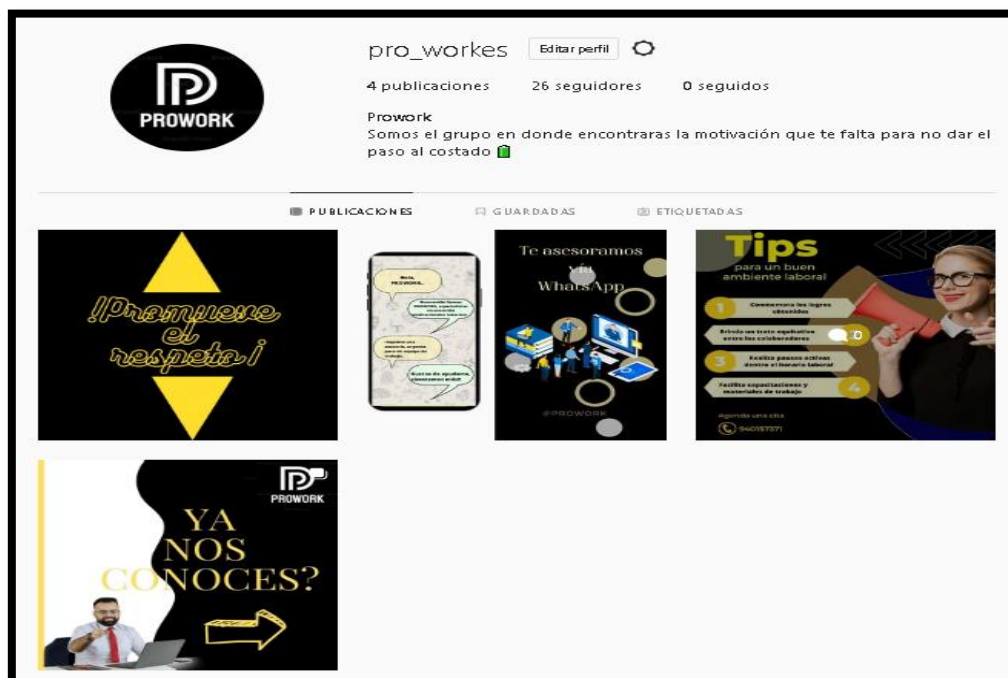 pro_workes Editar perfil
4 publicaciones 26 seguidores 0 seguidos
Prowork
Somos el grupo en donde encontraras la motivación que te falta para no dar el
paso al costado
PROWORK
PUBLICACIONES GUARDADAS ETIQUETADAS
!Promueve
el
respeto¡
Hola,
PROWORK.
Te asesoramos
vía
WhatsApp
@PROWORK
Tips
para un buen
ambiente laboral
1 Conmemora los logros
obtenidos
Brinda un trato equitativo
entre los colaboradores
0
3 Realiza pausas activas
dentro el horario laboral
Facilita capacitaciones y
materiales de trabajo
4
Agenda una cita
940157371
PROWORK
YA
NOS
CONOCES?